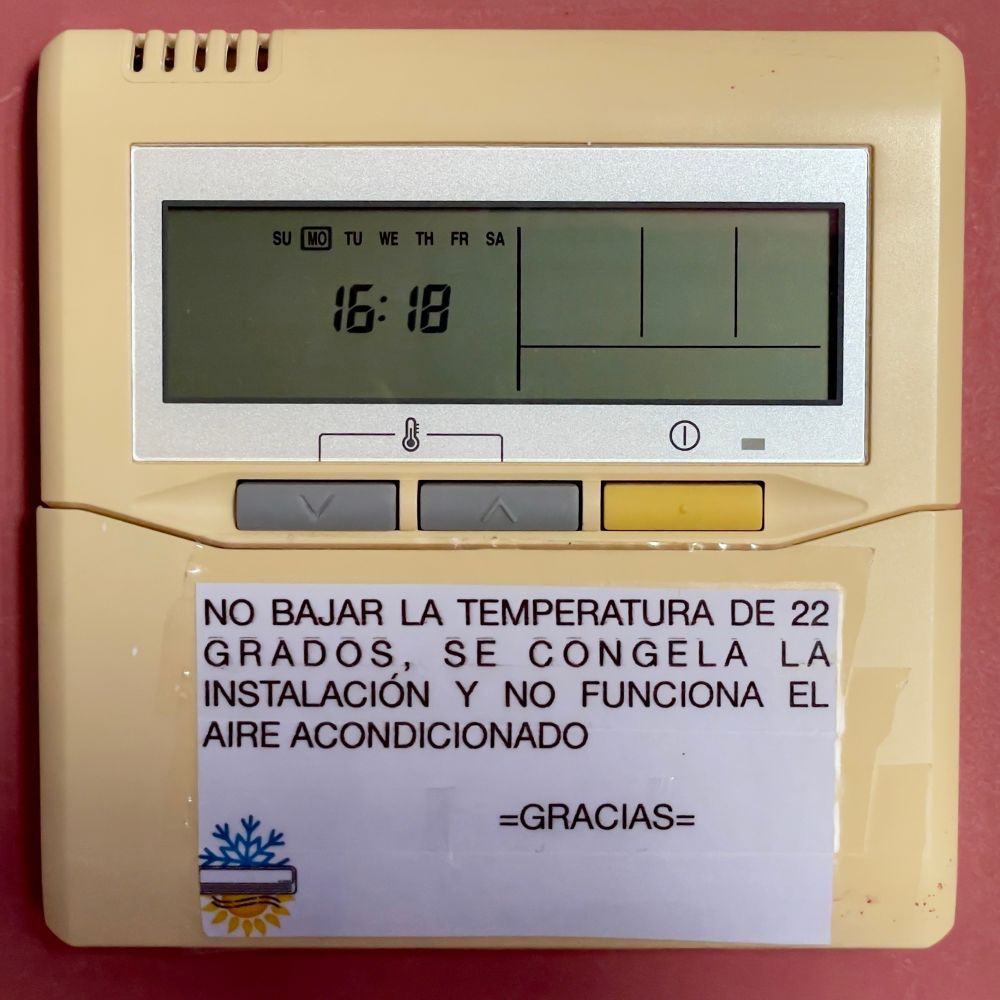 SU MO TU WE TH FR SA
16:18
NO BAJAR LA TEMPERATURA DE 22
GRADOS, SE CONGELA LA
INSTALACIÓN Y NO FUNCIONA EL
AIRE ACONDICIONADO
=GRACIAS=